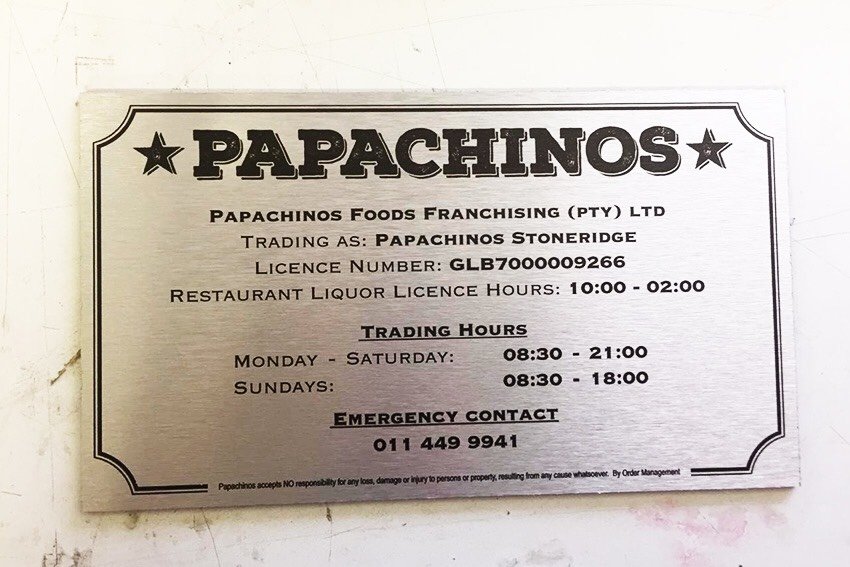 PAPACHINOS
PAPACHINOS FOODS FRANCHISING (PTY) LTD
TRADING AS: PAPACHINOS STONERIDGE
LICENCE NUMBER: GLB7000009266
RESTAURANT LIQUOR LICENCE HOURS: 10:00 - 02:00
TRADING HOURS
MONDAY - SATURDAY: 08:30 - 21:00
SUNDAYS: 08:30 - 18:00
EMERGENCY CONTACT
011 449 9941
Papachinos accepts NO responsibility for any loss, damage or injury to persons or property, resulting from any cause whatsoever. By Order Management